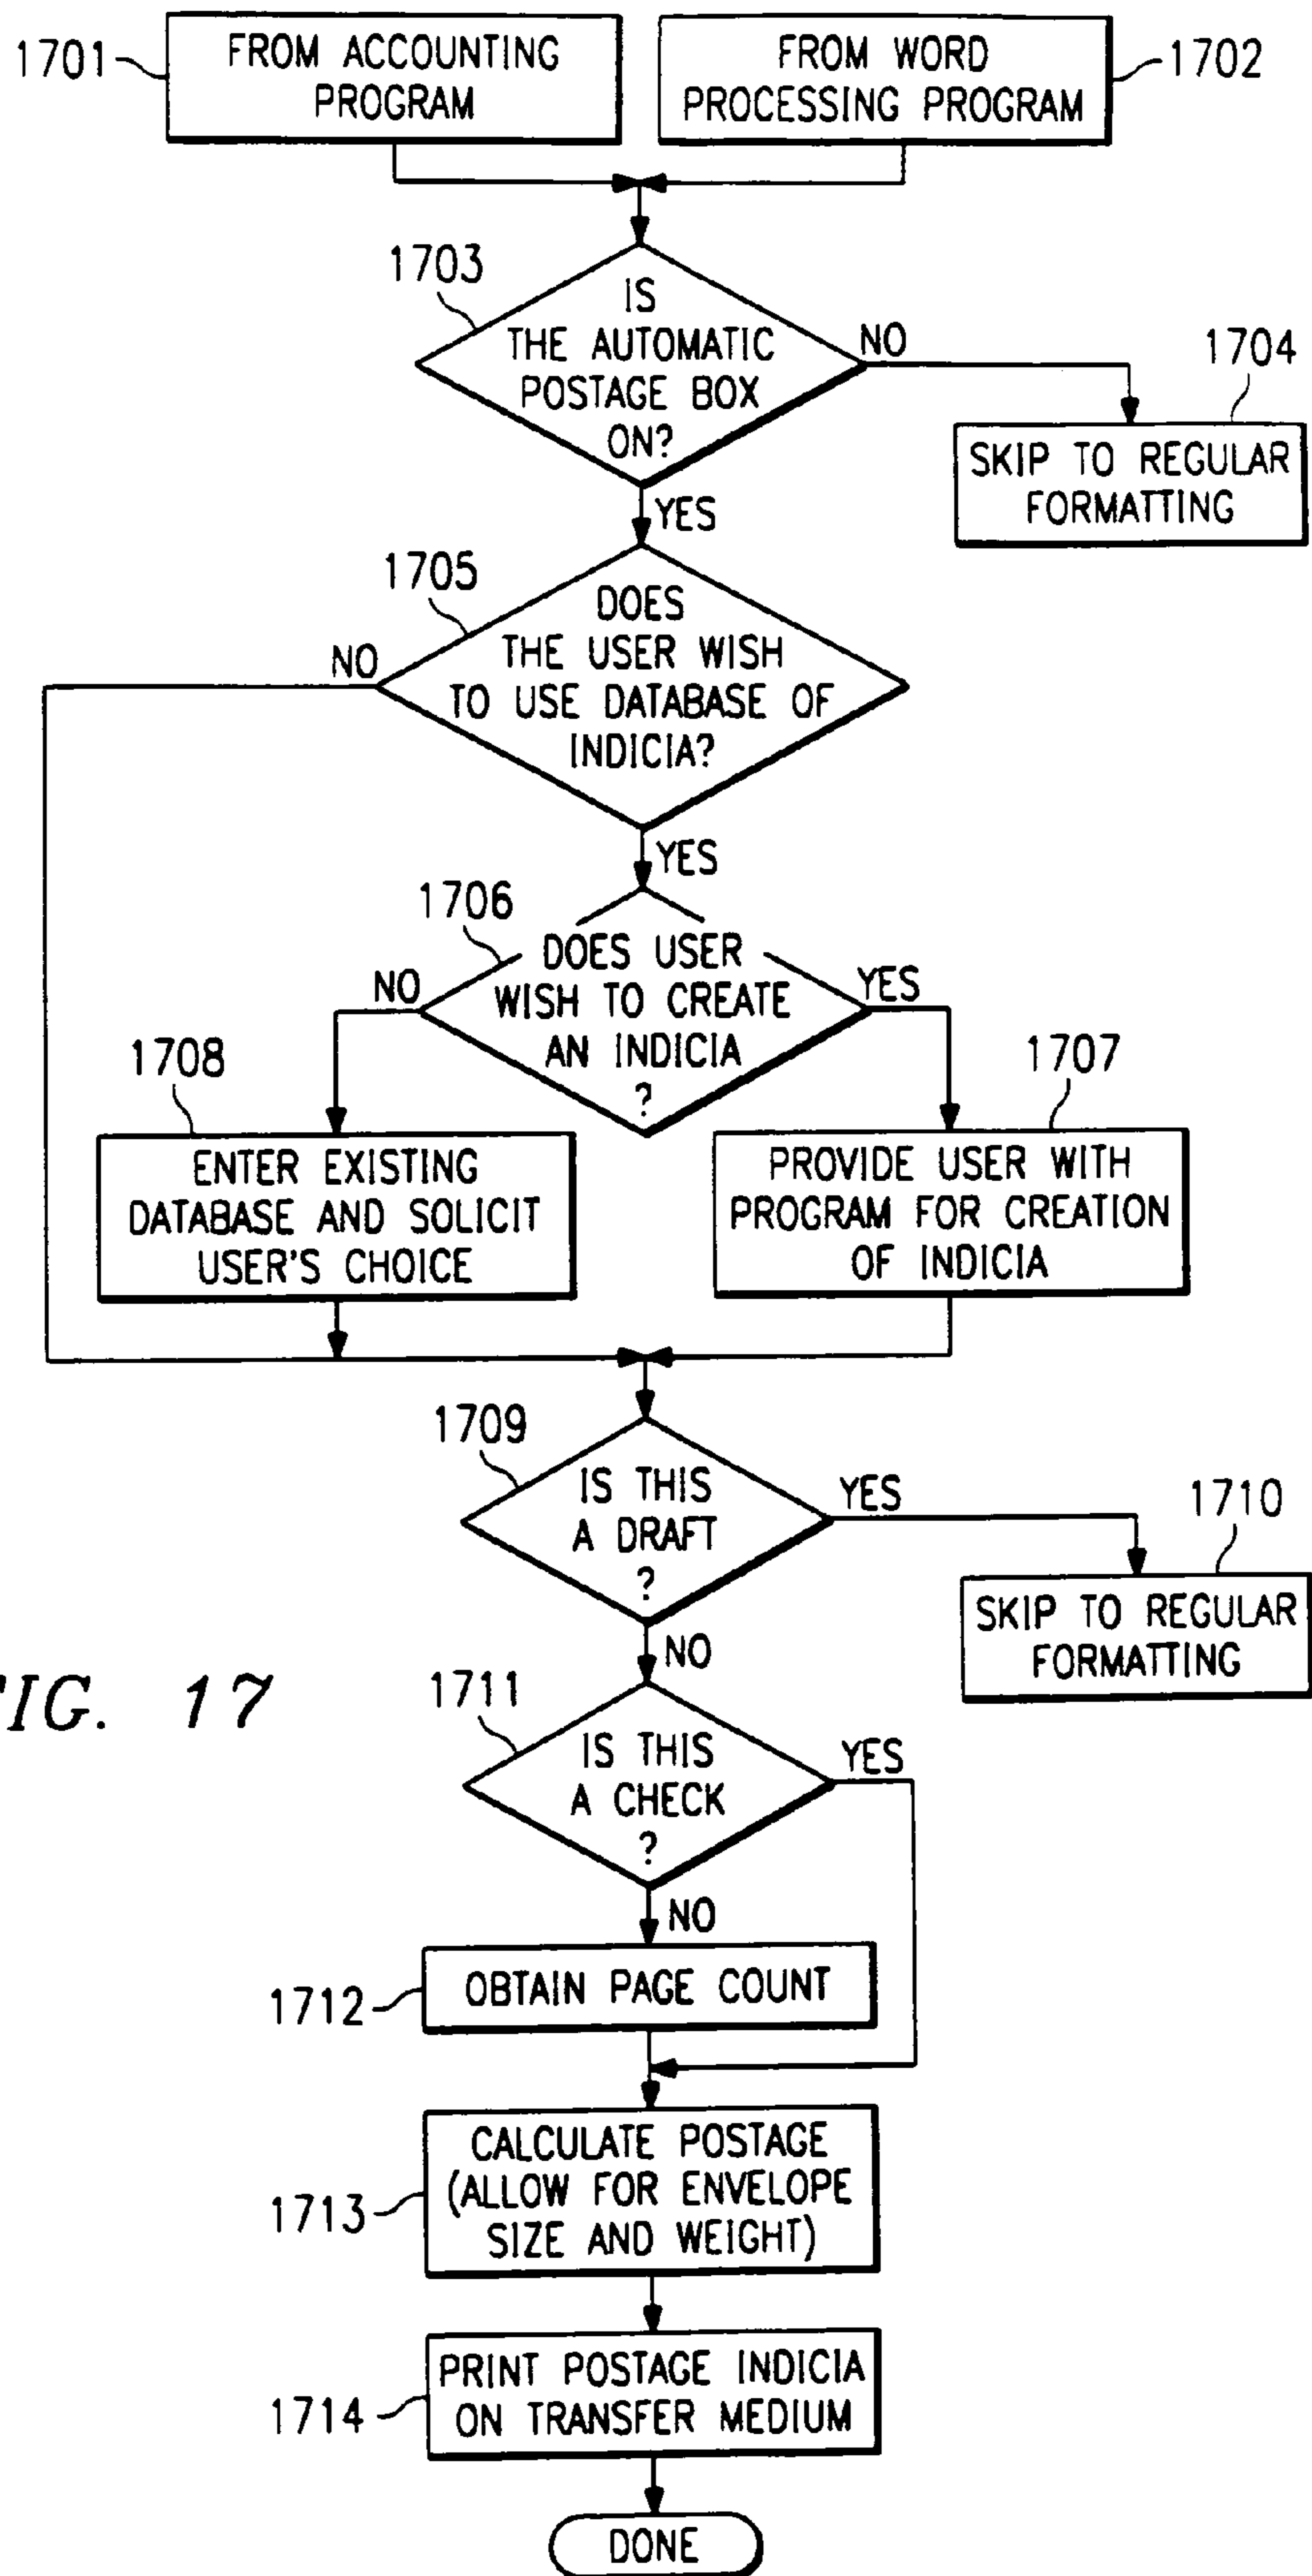 1701
FROM ACCOUNTING
PROGRAM
FROM WORD
PROCESSING PROGRAM
1702
1703
IS
THE AUTOMATIC
POSTAGE BOX
ON?
NO
1704
SKIP TO REGULAR
FORMATTING
YES
1705
DOES
THE USER WISH
TO USE DATABASE OF
INDICIA?
NO
YES
1706
DOES USER
WISH TO CREATE
AN INDICIA
?
NO
YES
1708
ENTER EXISTING
DATABASE AND SOLICIT
USER'S CHOICE
1707
PROVIDE USER WITH
PROGRAM FOR CREATION
OF INDICIA
1709
IS THIS
A DRAFT
?
YES
1710
SKIP TO REGULAR
FORMATTING
NO
FIG. 17
1711
IS THIS
A CHECK
?
YES
NO
1712
OBTAIN PAGE COUNT
1713
CALCULATE POSTAGE
(ALLOW FOR ENVELOPE
SIZE AND WEIGHT)
1714
PRINT POSTAGE INDICIA
ON TRANSFER MEDIUM
DONE